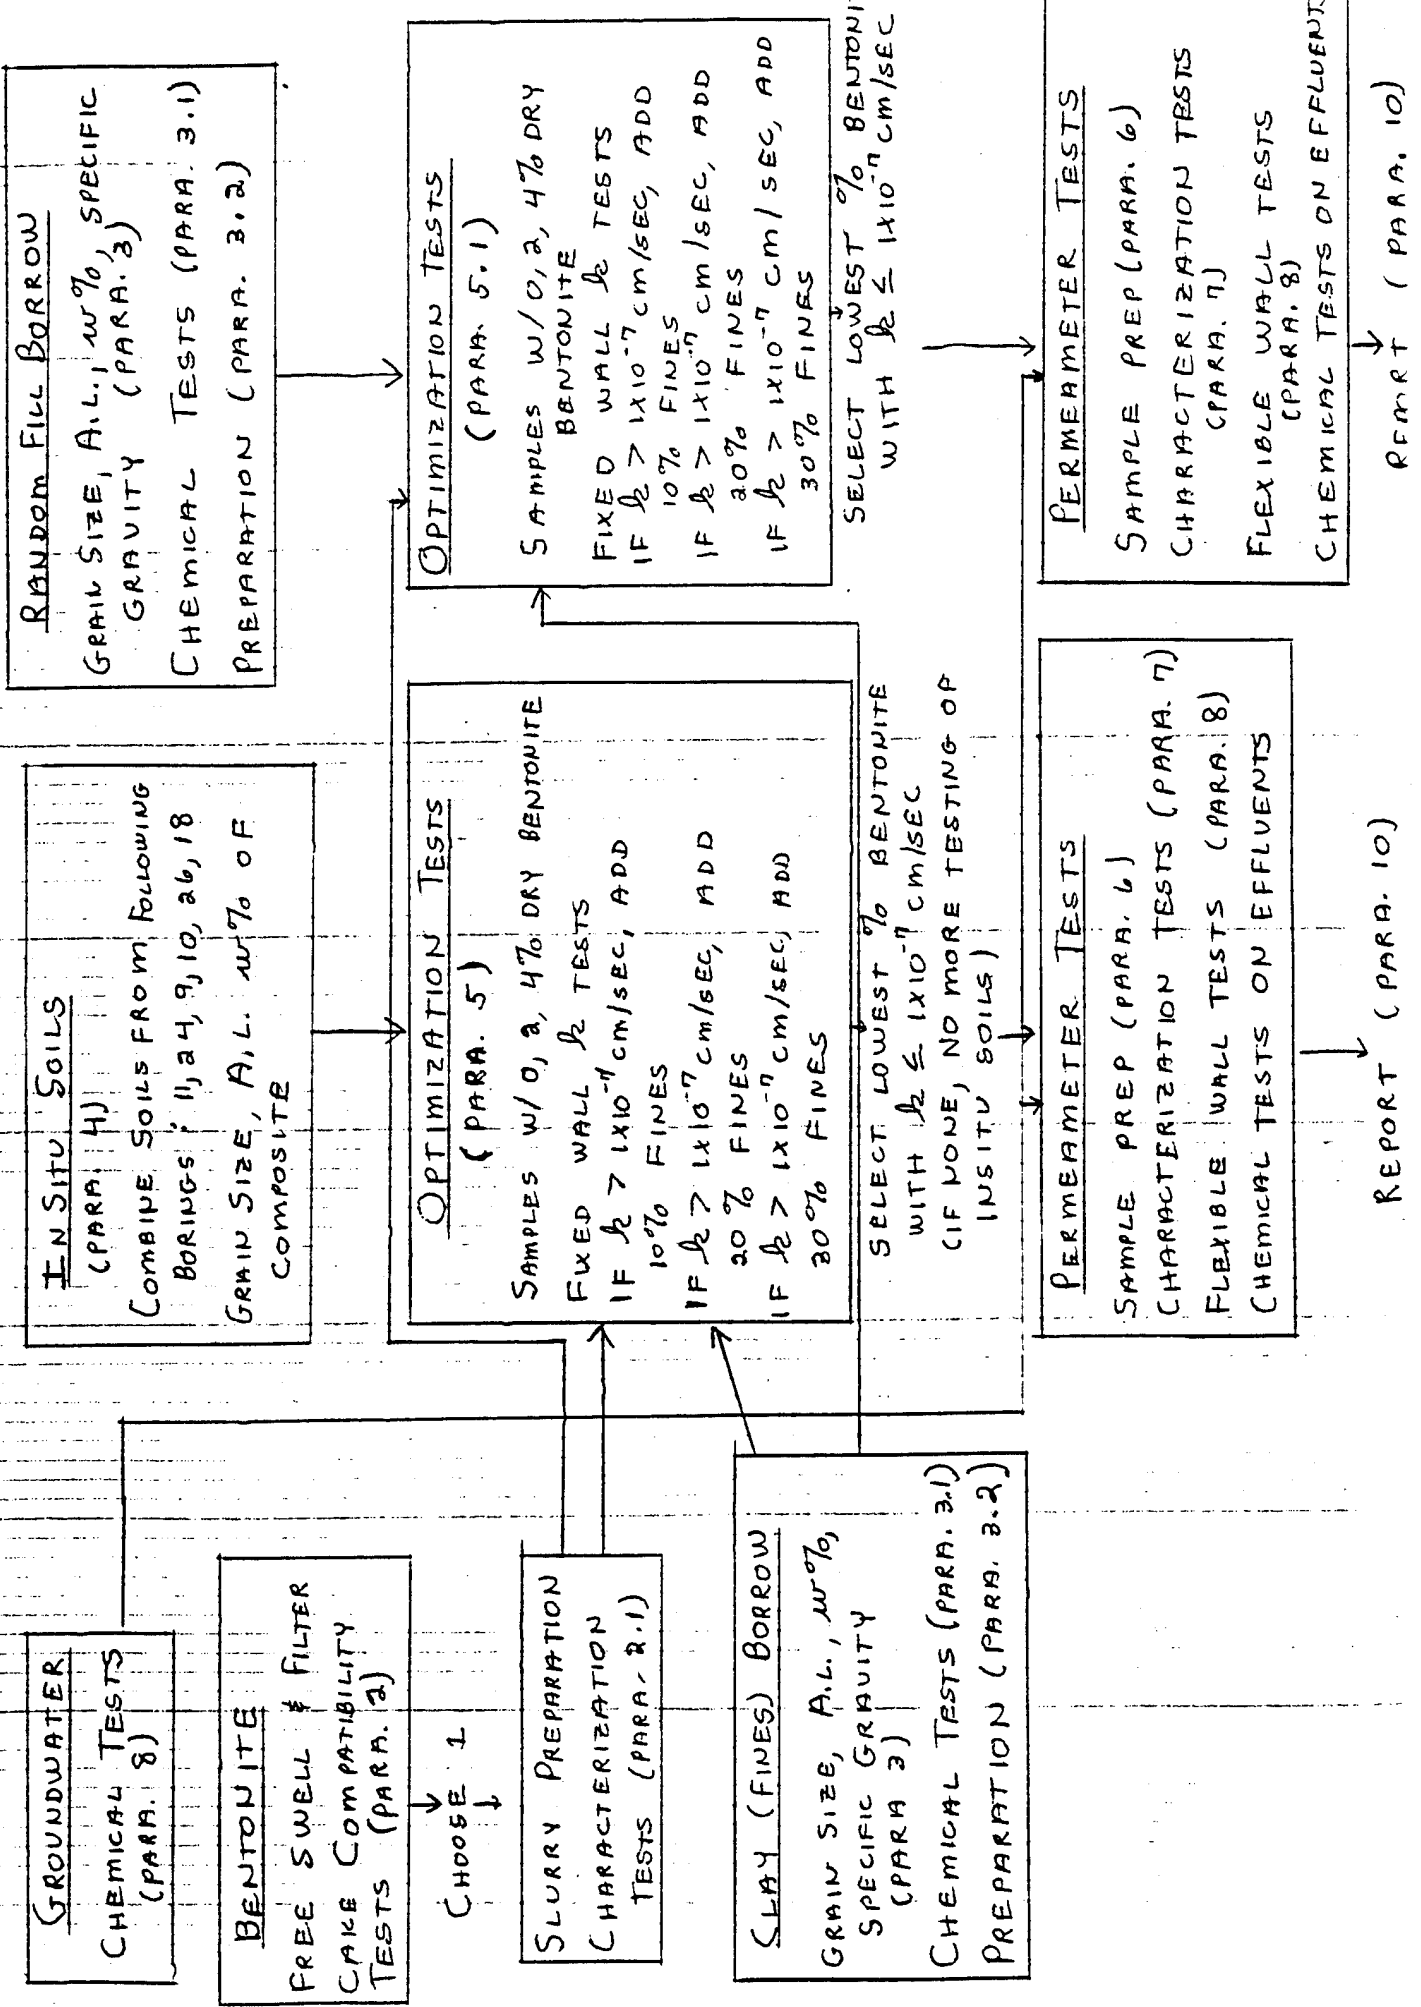 GROUNDWATER
CHEMICAL TESTS
(PARA. 8)
BENTONITE
FREE SWELL & FILTER
CAKE COMPATIBILITY
TESTS (PARA. 2)
CHOOSE 1
SLURRY PREPARATION
CHARACTERIZATION
TESTS (PARA. 2.1)
CLAY (FINES) BORROW
GRAIN SIZE, A.L., w%,
SPECIFIC GRAVITY
(PARA 3)
CHEMICAL TESTS (PARA. 3.1)
PREPARATION (PARA. 3.2)
IN SITU SOILS
(PARA. 4)
COMBINE SOILS FROM FOLLOWING
BORINGS: 11, 24, 9, 10, 26, 18
GRAIN SIZE, A.L. w% OF
COMPOSITE
OPTIMIZATION TESTS
(PARA. 5)
SAMPLES W/ 0, 2, 4% DRY BENTONITE
FIXED WALL k TESTS
IF k > 1X10⁻⁷ cm/SEC, ADD
10% FINES
IF k > 1X10⁻⁷ cm/SEC, ADD
20% FINES
IF k > 1X10⁻⁷ cm/SEC, ADD
30% FINES
SELECT LOWEST % BENTONITE
WITH k ≤ 1X10⁻⁷ cm/SEC
(IF NONE, NO MORE TESTING OF
INSITU SOILS)
PERMEAMETER TESTS
SAMPLE PREP (PARA. 6)
CHARACTERIZATION TESTS (PARA. 7)
FLEXIBLE WALL TESTS (PARA. 8)
CHEMICAL TESTS ON EFFLUENTS
REPORT (PARA. 10)
RANDOM FILL BORROW
GRAIN SIZE, A.L., w%, SPECIFIC
GRAVITY (PARA. 3)
CHEMICAL TESTS (PARA. 3.1)
PREPARATION (PARA. 3.2)
OPTIMIZATION TESTS
(PARA. 5.1)
SAMPLES W/ 0, 2, 4% DRY
BENTONITE
FIXED WALL k TESTS
IF k > 1X10⁻⁷ cm/SEC, ADD
10% FINES
IF k > 1X10⁻⁷ cm/SEC, ADD
20% FINES
IF k > 1X10⁻⁷ cm/SEC, ADD
30% FINES
SELECT LOWEST % BENTONI
WITH k ≤ 1X10⁻⁷ cm/SEC
PERMEAMETER TESTS
SAMPLE PREP (PARA. 6)
CHARACTERIZATION TESTS
(PARA. 7)
FLEXIBLE WALL TESTS
(PARA. 8)
CHEMICAL TESTS ON EFFLUENTS
REPORT (PARA. 10)